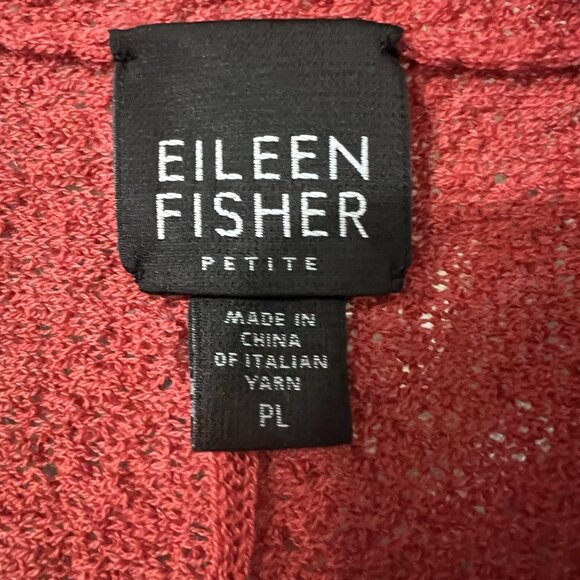 EILEEN
FISHER
PETITE
MADE IN
CHINA
OF ITALIAN
YARN
PL